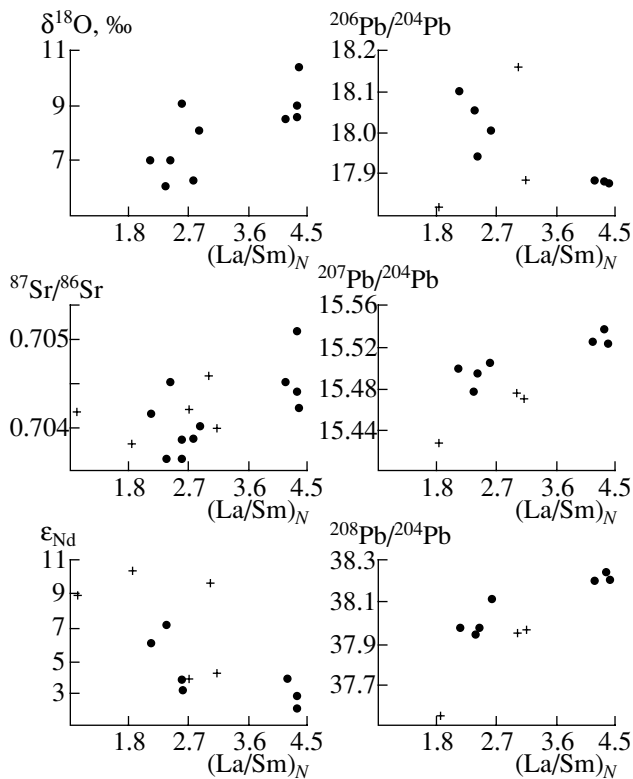 δ¹⁸O, ‰
11
9
7
1.8 2.7 3.6 4.5
(La/Sm)N
²⁰⁶Pb/²⁰⁴Pb
18.2
18.1
18.0
17.9
1.8 2.7 3.6 4.5
(La/Sm)N
⁸⁷Sr/⁸⁶Sr
0.705
0.704
1.8 2.7 3.6 4.5
(La/Sm)N
²⁰⁷Pb/²⁰⁴Pb
15.56
15.52
15.48
15.44
1.8 2.7 3.6 4.5
(La/Sm)N
εNd
11
9
7
5
3
1.8 2.7 3.6 4.5
(La/Sm)N
²⁰⁸Pb/²⁰⁴Pb
38.3
38.1
37.9
37.7
1.8 2.7 3.6 4.5
(La/Sm)N